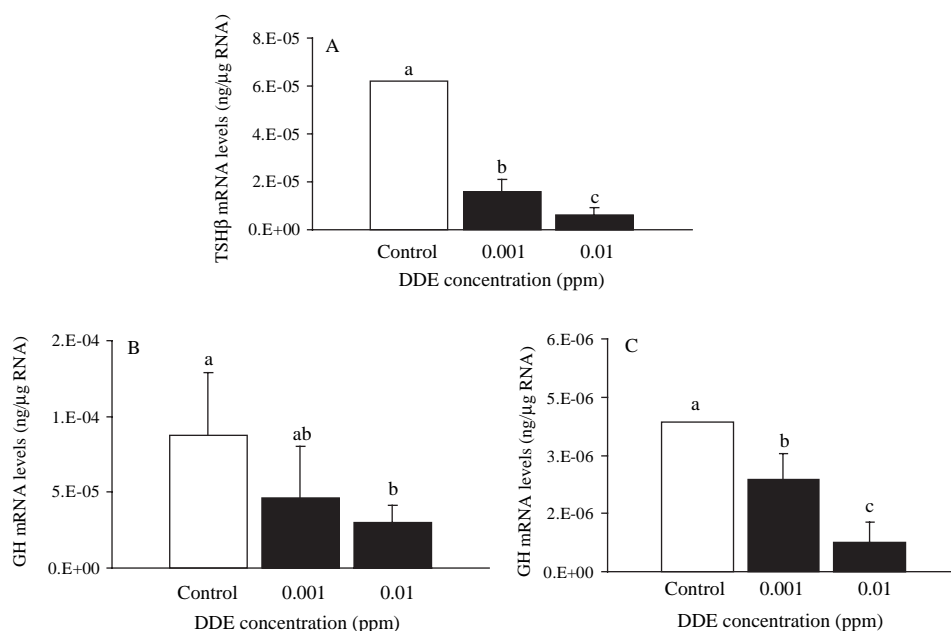 A
TSHβ mRNA levels (ng/μg RNA)
8.E-05
6.E-05
4.E-05
2.E-05
0.E+00
a
b
c
Control 0.001 0.01
DDE concentration (ppm)
B
GH mRNA levels (ng/μg RNA)
2.E-04
1.E-04
5.E-05
0.E+00
a
ab
b
Control 0.001 0.01
DDE concentration (ppm)
C
GH mRNA levels (ng/μg RNA)
6.E-06
5.E-06
3.E-06
2.E-06
0.E+00
a
b
c
Control 0.001 0.01
DDE concentration (ppm)